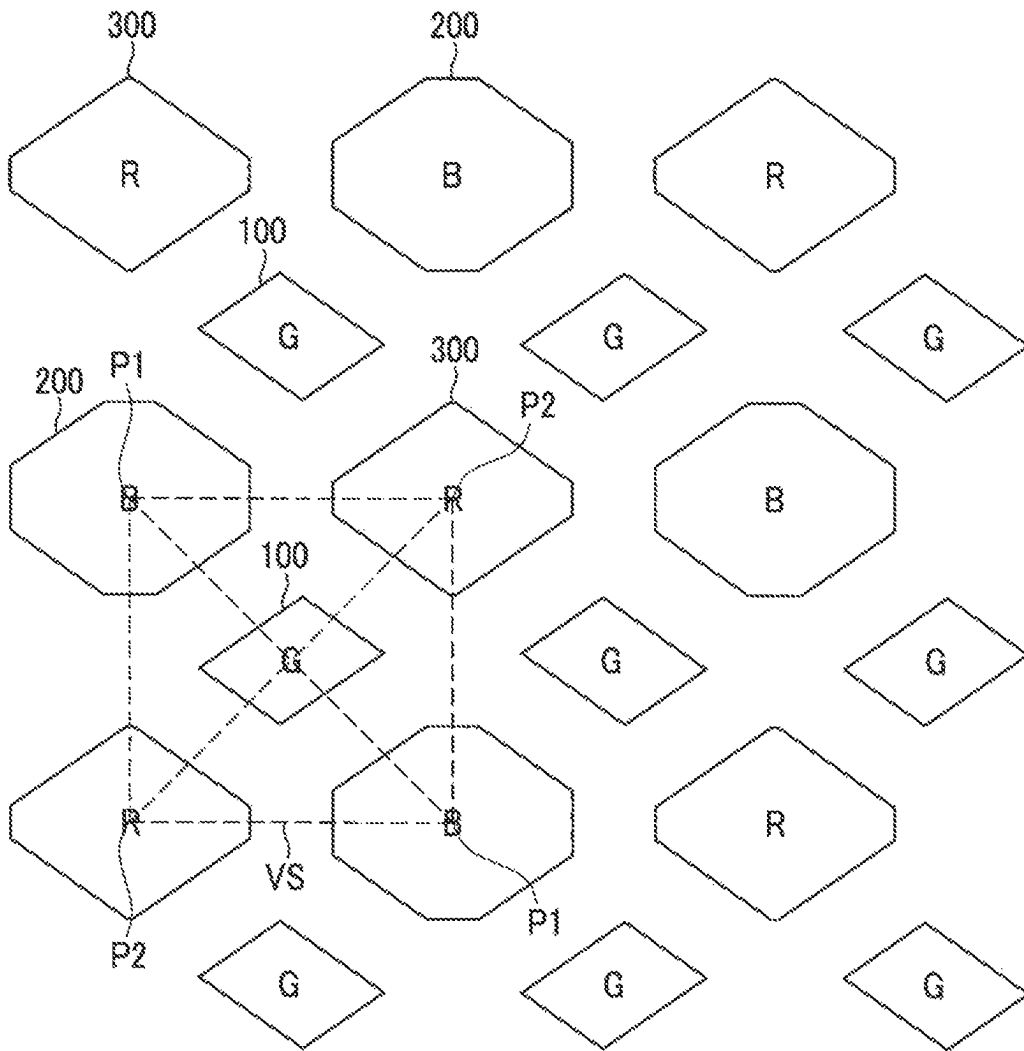 300 200
R B R
100
G G G
P1 300
200 P2
B R B
100
G G G
R B R
VS
P2 P1
G G G